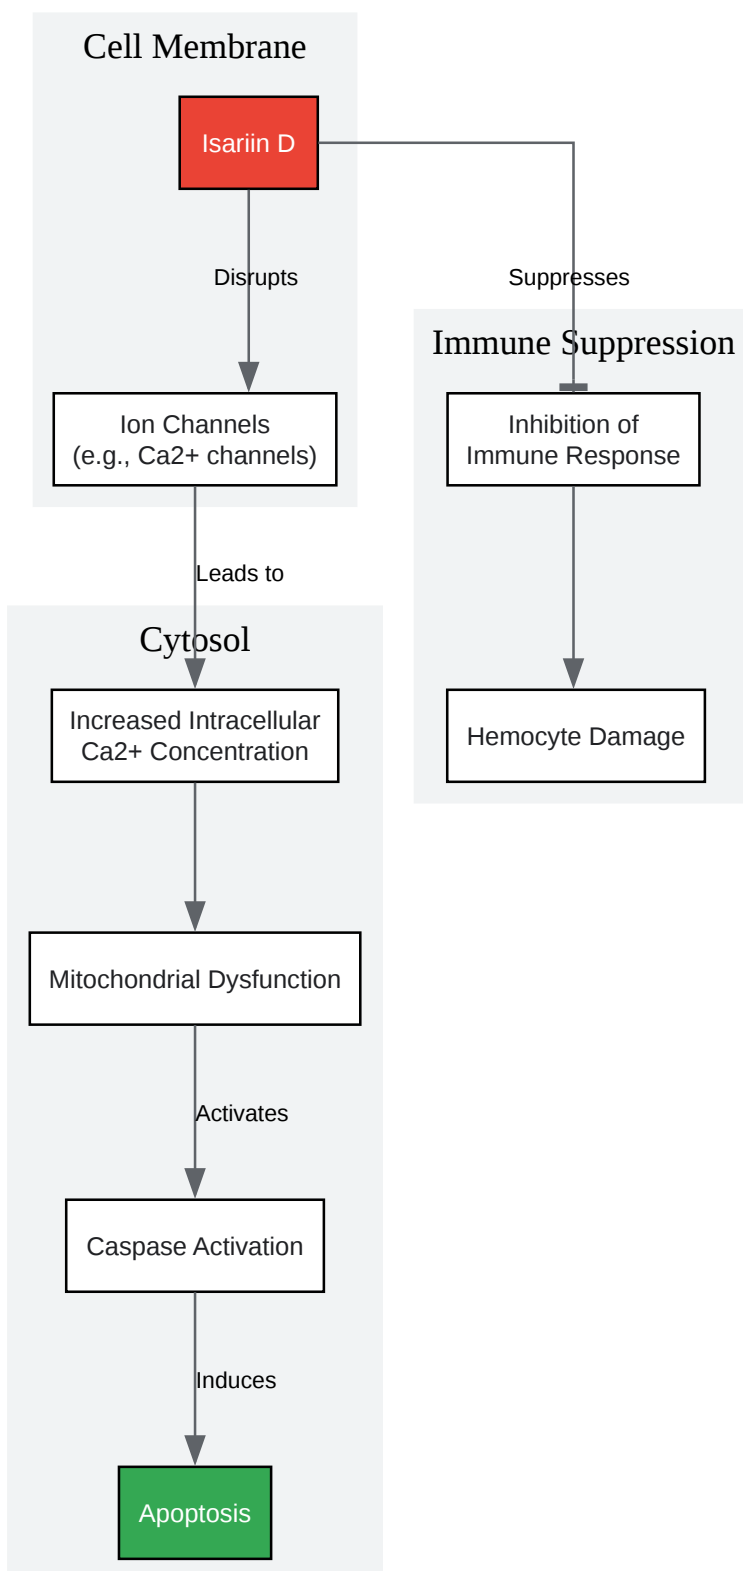 Cell Membrane
Isariin D
Disrupts
Suppresses
Immune Suppression
Ion Channels
(e.g., Ca2+ channels)
Inhibition of
Immune Response
Leads to
Cytosol
Increased Intracellular
Ca2+ Concentration
Hemocyte Damage
Mitochondrial Dysfunction
Activates
Caspase Activation
Induces
Apoptosis